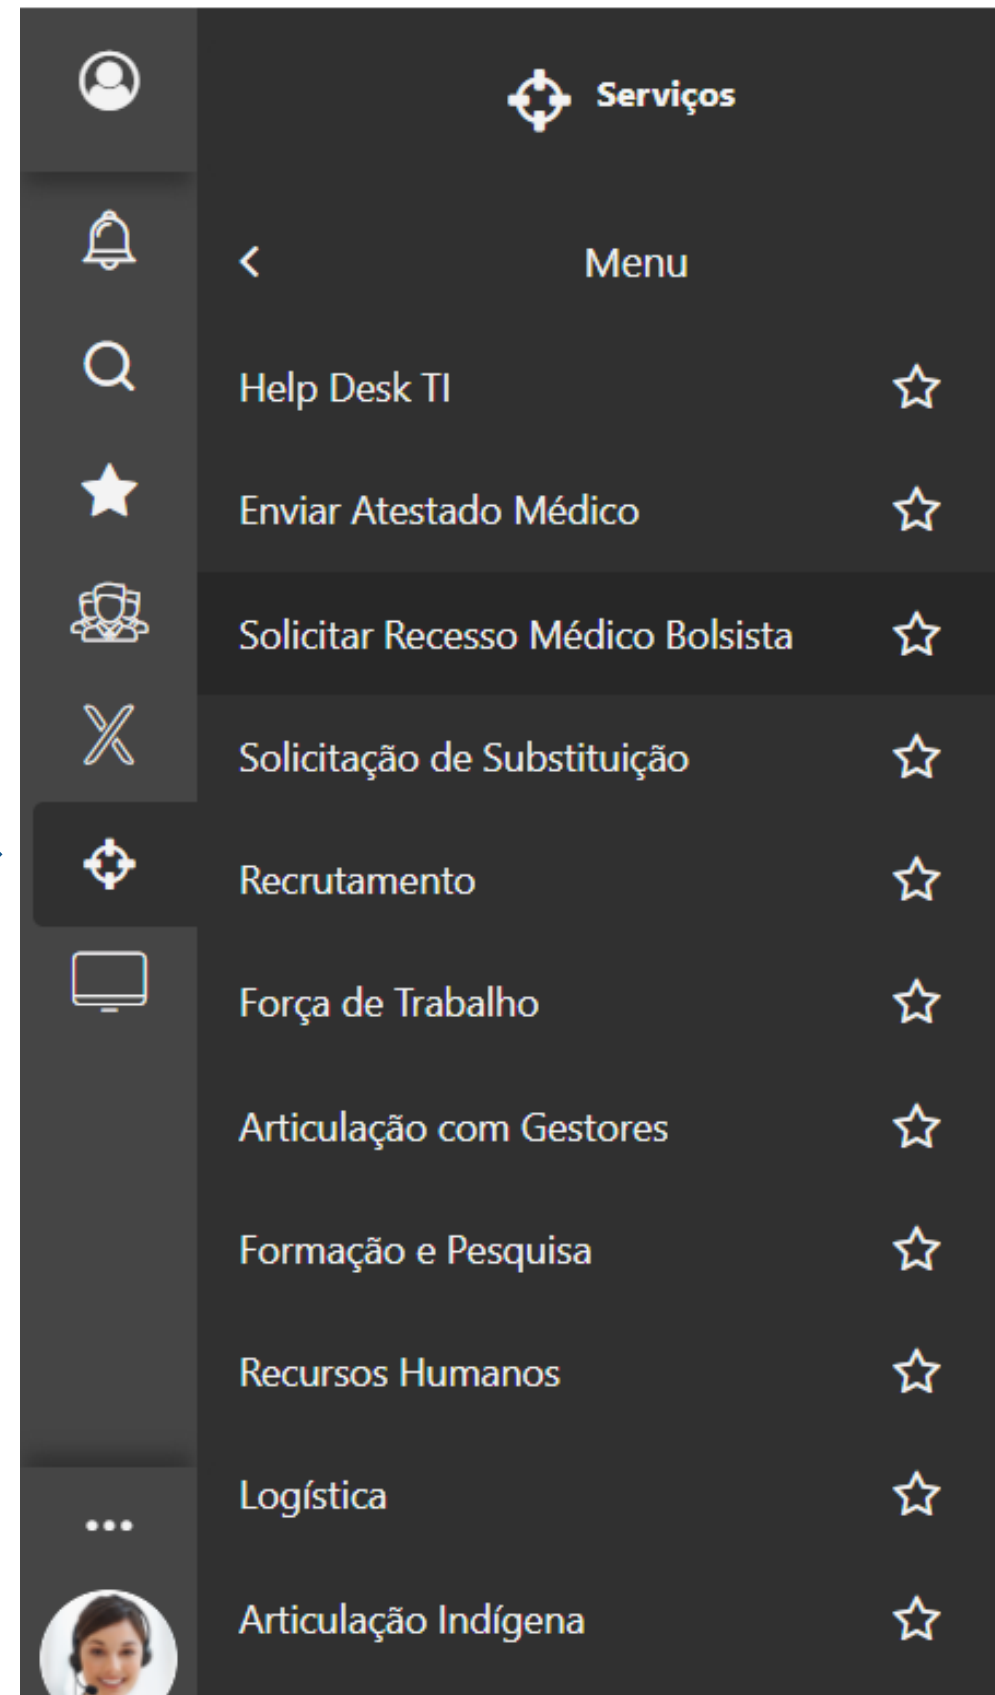 Serviços
Menu
Help Desk TI
Enviar Atestado Médico
Solicitar Recesso Médico Bolsista
Solicitação de Substituição
Recrutamento
Força de Trabalho
Articulação com Gestores
Formação e Pesquisa
Recursos Humanos
Logística
Articulação Indígena